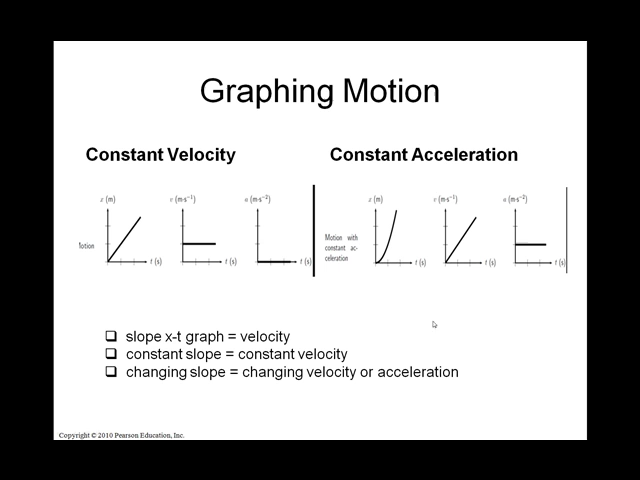 Graphing Motion
Constant Velocity
Constant Acceleration
x (m)
v (m·s⁻¹)
a (m·s⁻²)
x (m)
v (m·s⁻¹)
a (m·s⁻²)
Motion
Motion with
constant ac-
celeration
t (s)
t (s)
t (s)
t (s)
t (s)
t (s)
❑ slope x-t graph = velocity
❑ constant slope = constant velocity
❑ changing slope = changing velocity or acceleration
Copyright © 2010 Pearson Education, Inc.